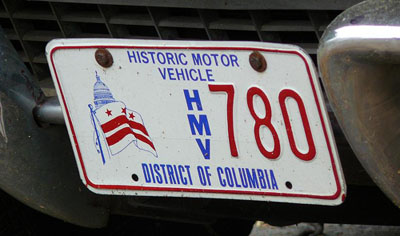 HISTORIC MOTOR
VEHICLE
HMV 780
DISTRICT OF COLUMBIA